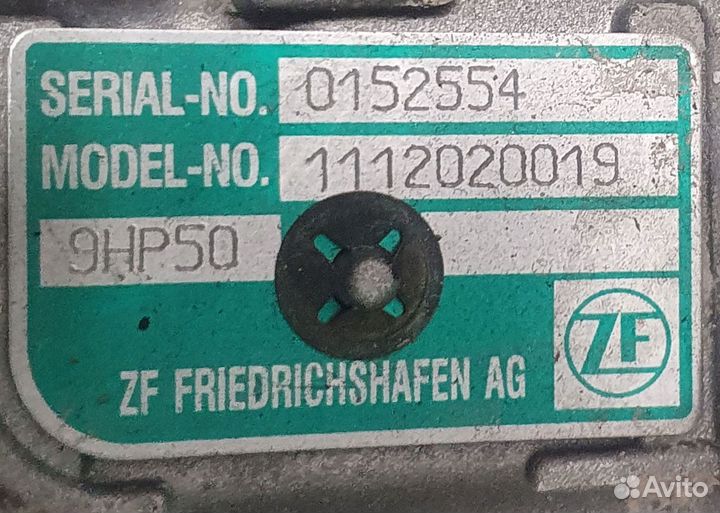 SERIAL-NO. 0152554
MODEL-NO. 1112020019
9HP50
ZF FRIEDRICHSHAFEN AG
ZF
Avito